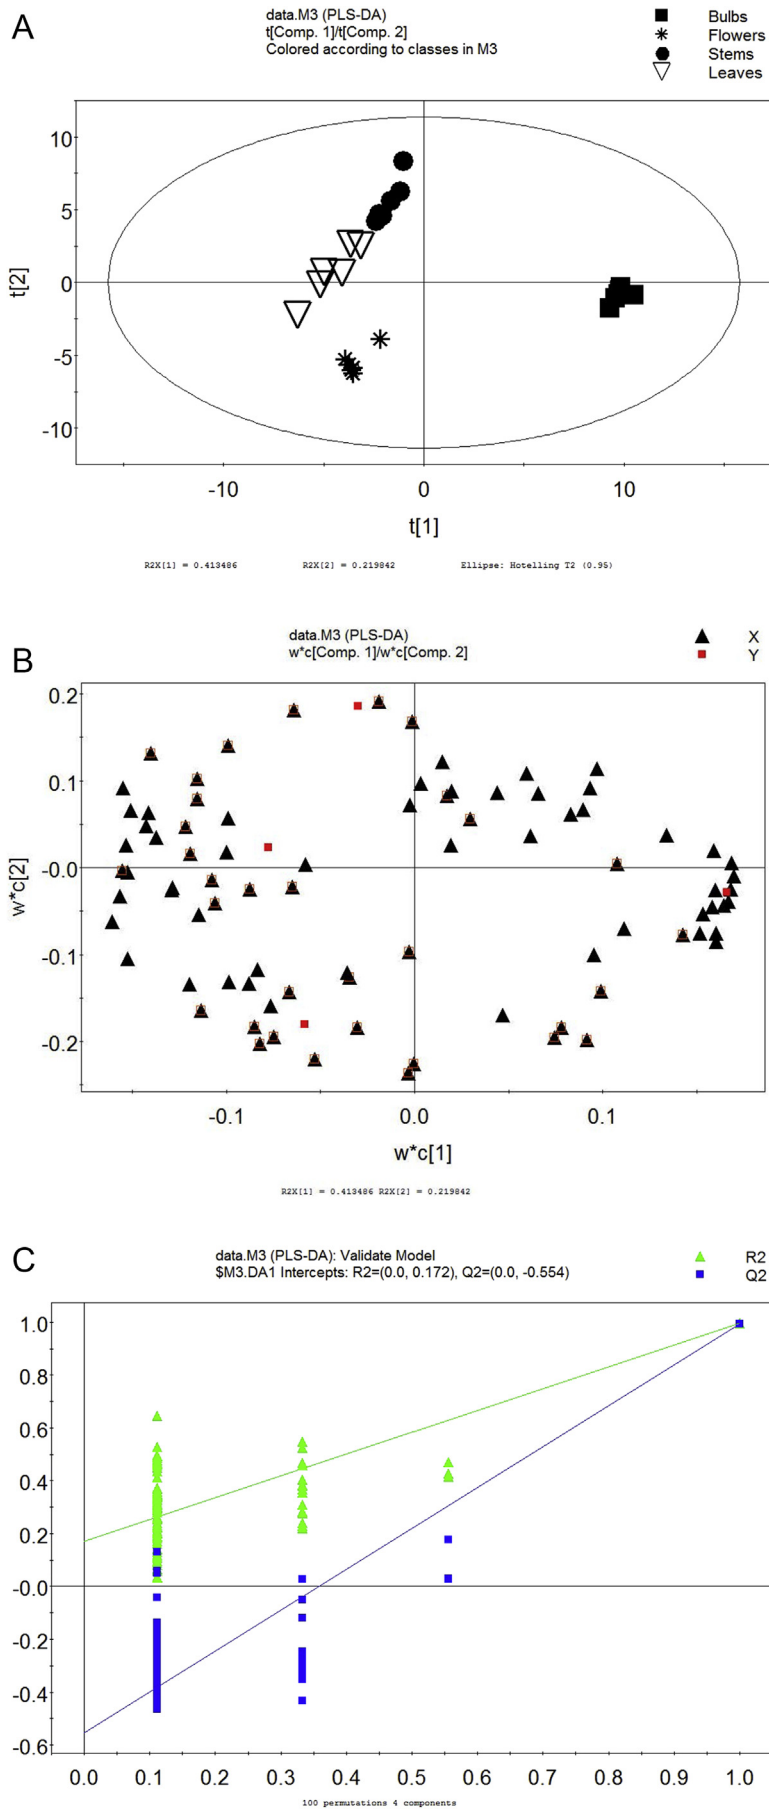 A
data.M3 (PLS-DA)
t[Comp. 1]/t[Comp. 2]
Colored according to classes in M3
Bulbs
Flowers
Stems
Leaves
10
5
0
-5
-10
t[2]
-10 0 10
t[1]
R2X[1] = 0.413486 R2X[2] = 0.219842 Ellipse: Hotelling T2 (0.95)
B
data.M3 (PLS-DA)
w*c[Comp. 1]/w*c[Comp. 2]
X
Y
0.2
0.1
-0.0
-0.1
-0.2
w*c[2]
-0.1 0.0 0.1
w*c[1]
R2X[1] = 0.413486 R2X[2] = 0.219842
C
data.M3 (PLS-DA): Validate Model
$M3.DA1 Intercepts: R2=(0.0, 0.172), Q2=(0.0, -0.554)
R2
Q2
1.0
0.8
0.6
0.4
0.2
-0.0
-0.2
-0.4
-0.6
0.0 0.1 0.2 0.3 0.4 0.5 0.6 0.7 0.8 0.9 1.0
100 permutations 4 components